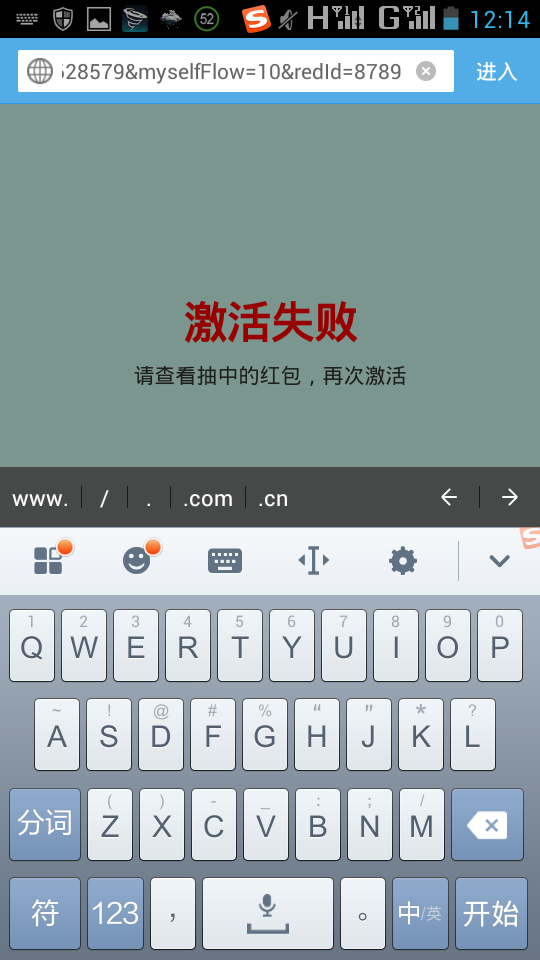 52 S H 1 G 2 12:14
528579&myselfFlow=10&redId=8789 进入
激活失败
请查看抽中的红包，再次激活
www. / . .com .cn
S
1 2 3 4 5 6 7 8 9 0
Q W E R T Y U I O P
~ ! @ # % “ " * ?
A S D F G H J K L
( ) - _ : ; /
分词 Z X C V B N M
符 123 ， 。 中/英 开始